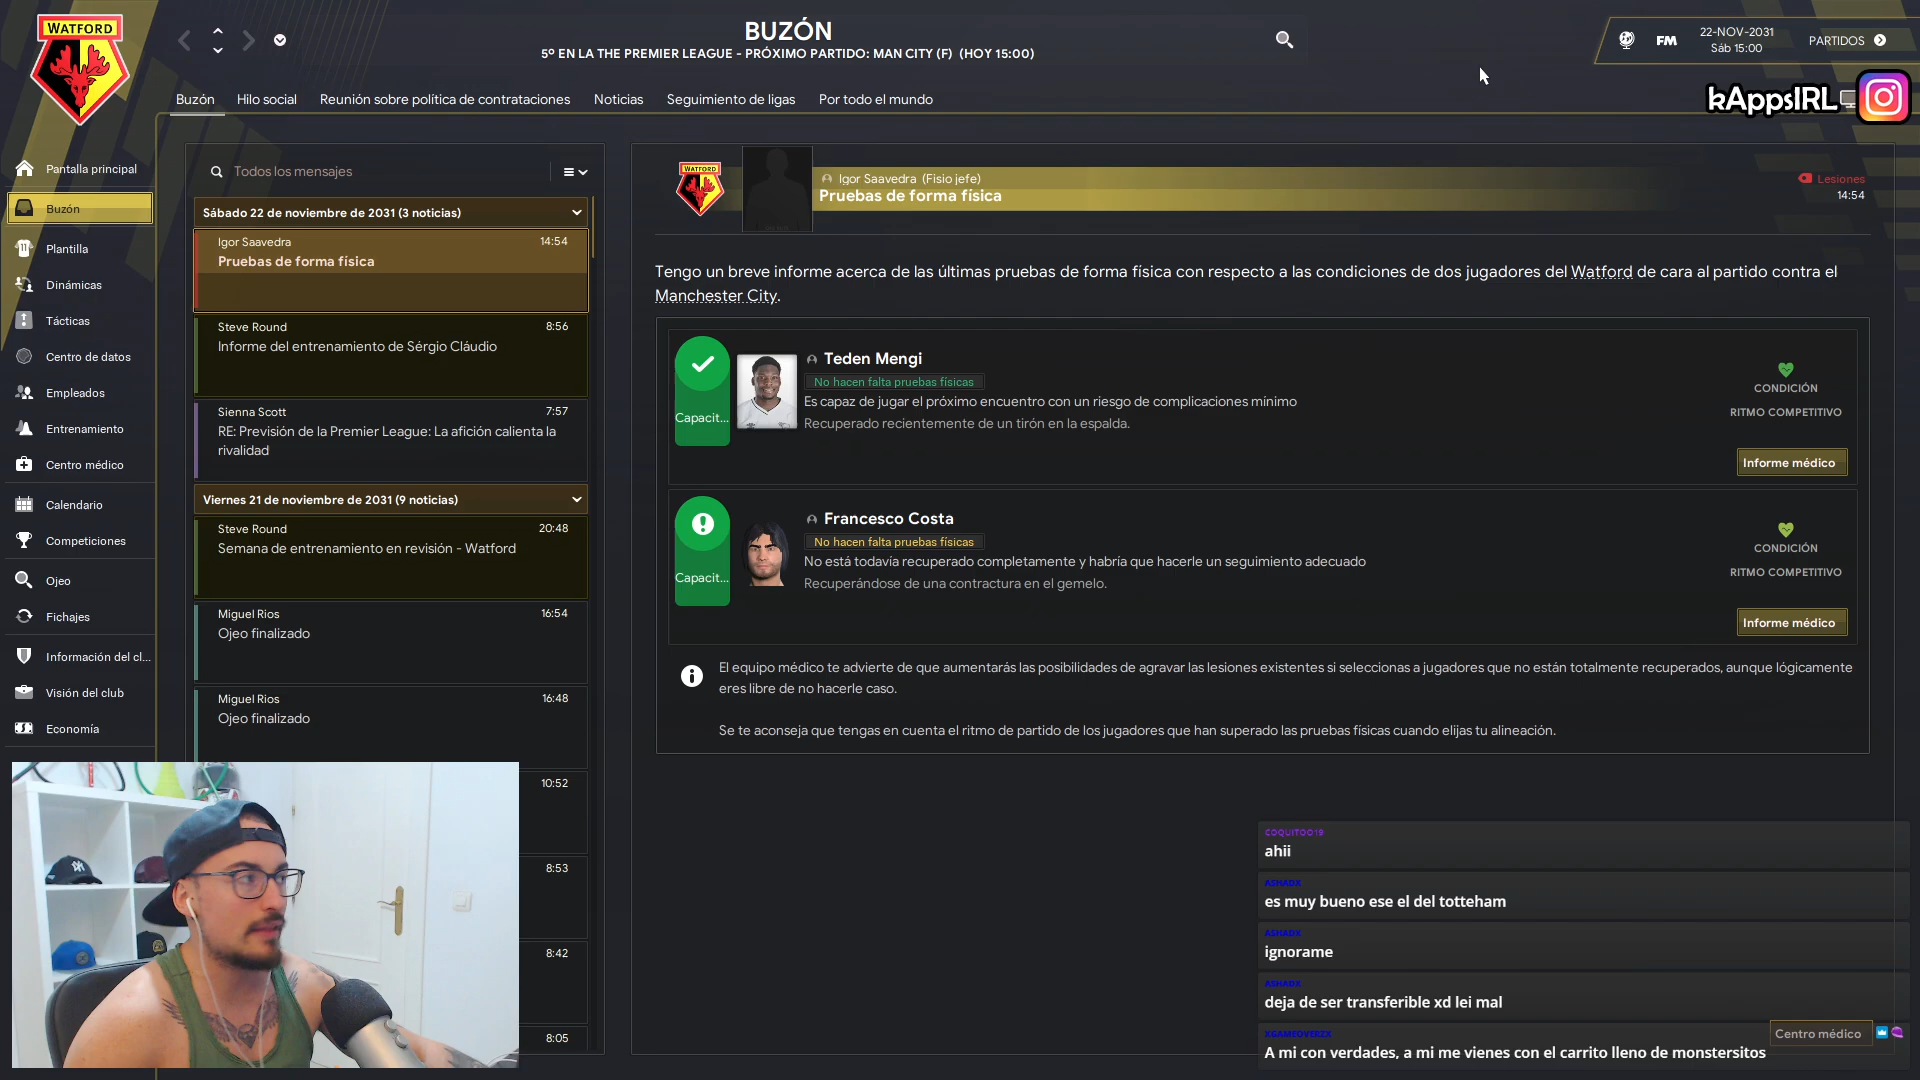 WATFORD
BUZÓN
5º EN LA THE PREMIER LEAGUE - PRÓXIMO PARTIDO: MAN CITY (F) (HOY 15:00)
FM
22-NOV-2031
Sáb 15:00
PARTIDOS
kAppsIRL
Buzón
Hilo social
Reunión sobre política de contrataciones
Noticias
Seguimiento de ligas
Por todo el mundo
Pantalla principal
Buzón
Plantilla
Dinámicas
Tácticas
Centro de datos
Empleados
Entrenamiento
Centro médico
Calendario
Competiciones
Ojeo
Fichajes
Información del cl...
Visión del club
Economía
Todos los mensajes
Sábado 22 de noviembre de 2031 (3 noticias)
Igor Saavedra 14:54
Pruebas de forma física
Steve Round 8:56
Informe del entrenamiento de Sérgio Cláudio
Sienna Scott 7:57
RE: Previsión de la Premier League: La afición calienta la
rivalidad
Viernes 21 de noviembre de 2031 (9 noticias)
Steve Round 20:48
Semana de entrenamiento en revisión - Watford
Miguel Rios 16:54
Ojeo finalizado
Miguel Rios 16:48
Ojeo finalizado
10:52
8:53
8:42
8:05
WATFORD
Igor Saavedra (Fisio jefe)
Pruebas de forma física
Lesiones
14:54
Tengo un breve informe acerca de las últimas pruebas de forma física con respecto a las condiciones de dos jugadores del Watford de cara al partido contra el
Manchester City.
Capacit...
Teden Mengi
No hacen falta pruebas físicas
Es capaz de jugar el próximo encuentro con un riesgo de complicaciones mínimo
Recuperado recientemente de un tirón en la espalda.
CONDICIÓN
RITMO COMPETITIVO
Informe médico
Capacit...
Francesco Costa
No hacen falta pruebas físicas
No está todavía recuperado completamente y habría que hacerle un seguimiento adecuado
Recuperándose de una contractura en el gemelo.
CONDICIÓN
RITMO COMPETITIVO
Informe médico
El equipo médico te advierte de que aumentarás las posibilidades de agravar las lesiones existentes si seleccionas a jugadores que no están totalmente recuperados, aunque lógicamente
eres libre de no hacerle caso.
Se te aconseja que tengas en cuenta el ritmo de partido de los jugadores que han superado las pruebas físicas cuando elijas tu alineación.
COQUITOO19
ahii
ASHADX
es muy bueno ese el del totteham
ASHADX
ignorame
ASHADX
deja de ser transferible xd lei mal
XGAMEOVERZX
A mi con verdades, a mi me vienes con el carrito lleno de monstersitos
Centro médico